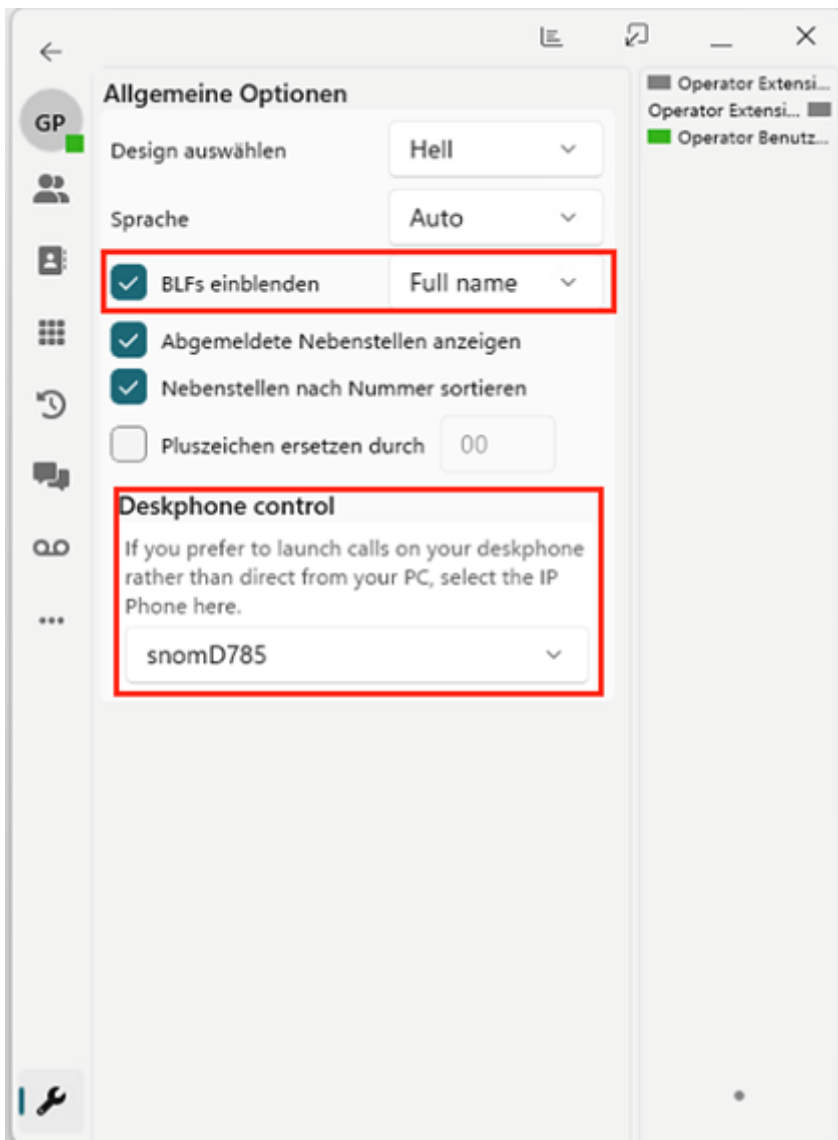 GP
Allgemeine Optionen
Design auswählen Hell
Sprache Auto
BLFs einblenden Full name
Abgemeldete Nebenstellen anzeigen
Nebenstellen nach Nummer sortieren
Pluszeichen ersetzen durch 00
Deskphone control
If you prefer to launch calls on your deskphone
rather than direct from your PC, select the IP
Phone here.
snomD785
Operator Extensi...
Operator Extensi...
Operator Benutz...